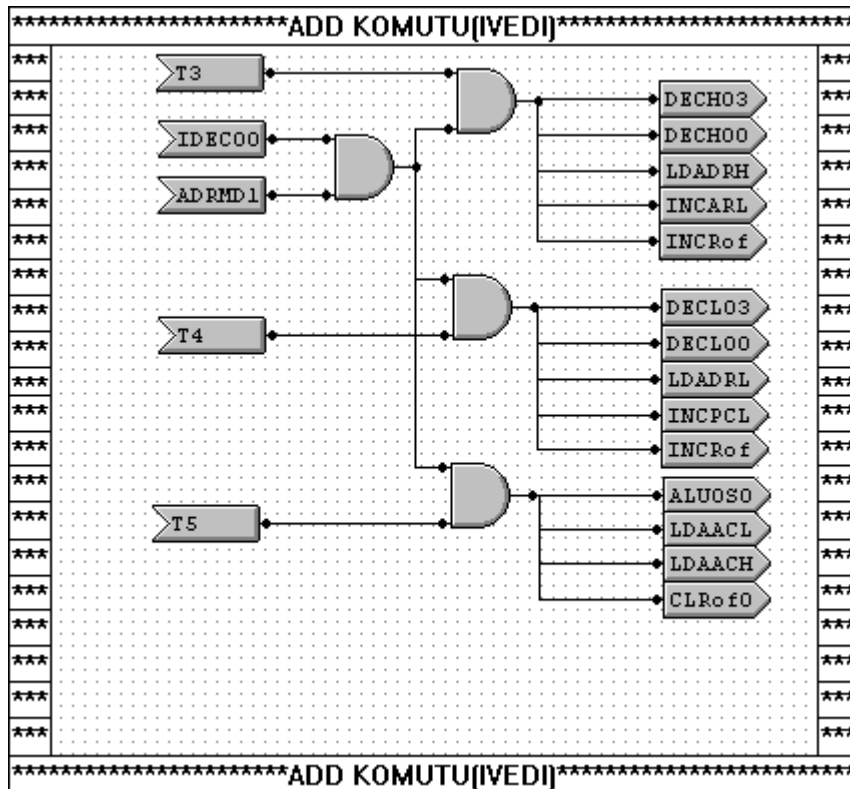 ***********************ADD KOMUTU(IVEDI)************************
T3
IDEC00
ADRMD1
DECH03
DECH00
LDADRH
INCARL
INCRof
T4
DECL03
DECL00
LDADRL
INCPCL
INCRof
T5
ALUOS0
LDAACL
LDAACH
CLRof0
***********************ADD KOMUTU(IVEDI)************************